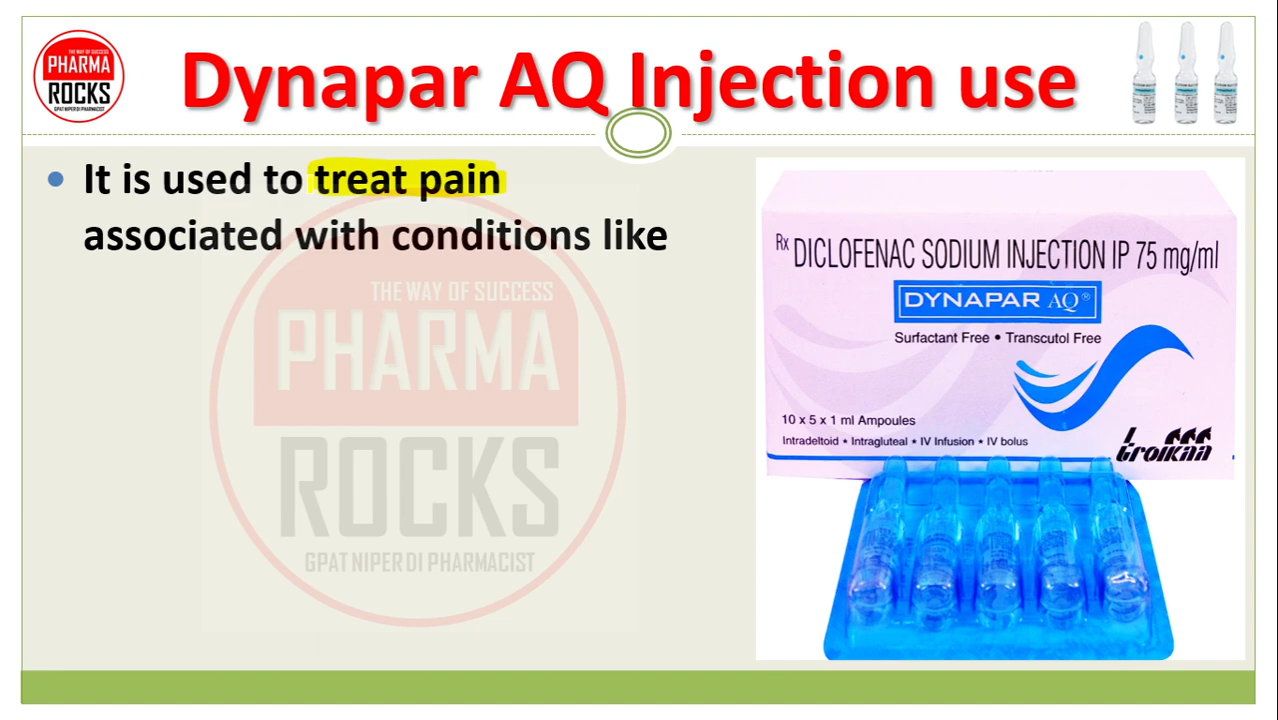 THE WAY OF SUCCESS
PHARMA
ROCKS
GPAT NIPER DI PHARMACIST
Dynapar AQ Injection use
• It is used to treat pain
associated with conditions like
THE WAY OF SUCCESS
PHARMA
ROCKS
GPAT NIPER DI PHARMACIST
Rx DICLOFENAC SODIUM INJECTION IP 75 mg/ml
DYNAPAR AQ®
Surfactant Free • Transcutol Free
10 x 5 x 1 ml Ampoules
Intradeltoid • Intragluteal • IV Infusion • IV bolus
troikaa